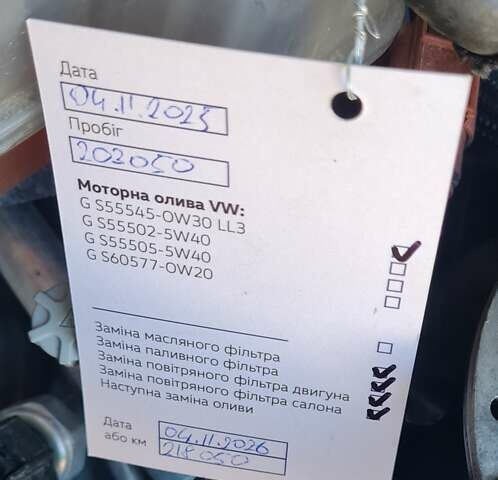 Дата
04.11.2025
Пробіг
202050
Моторна олива VW:
G S55545-0W30 LL3
G S55502-5W40
G S55505-5W40
G S60577-0W20
Заміна масляного фільтра
Заміна паливного фільтра
Заміна повітряного фільтра двигуна
Заміна повітряного фільтра салона
Наступна заміна оливи
Дата 04.11.2026
або км 218050